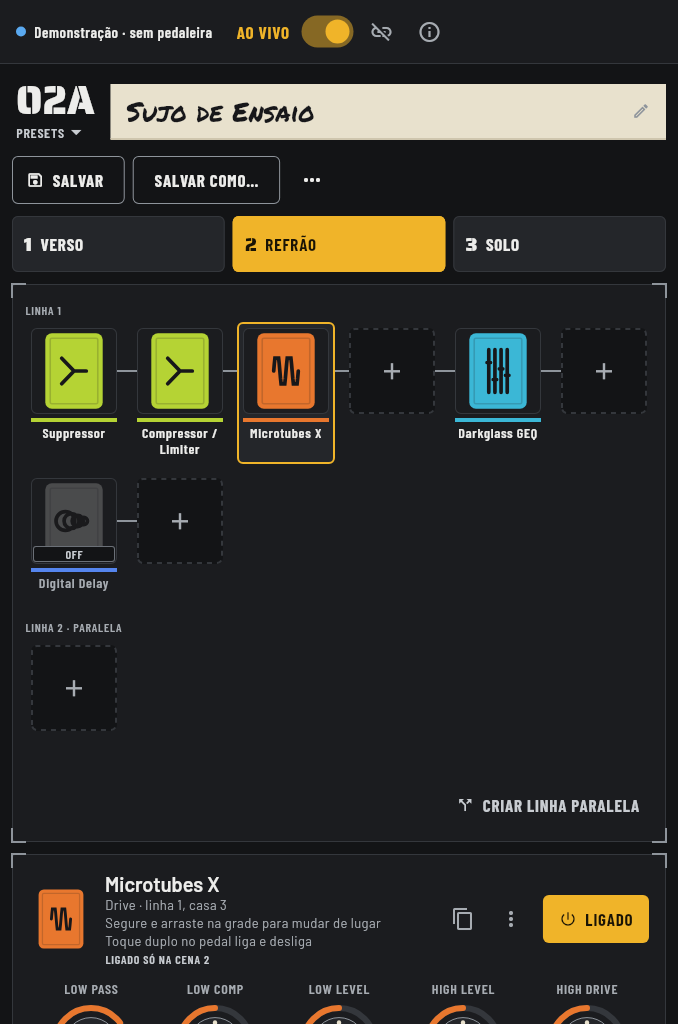 Demonstração · sem pedaleira AO VIVO
02A
PRESETS
Sujo de Ensaio
SALVAR SALVAR COMO...
1 VERSO 2 REFRÃO 3 SOLO
LINHA 1
Suppressor Compressor / Limiter Microtubes X Darkglass GEQ
OFF
Digital Delay
LINHA 2 · PARALELA
CRIAR LINHA PARALELA
Microtubes X
Drive · linha 1, casa 3
Segure e arraste na grade para mudar de lugar
Toque duplo no pedal liga e desliga
LIGADO SÓ NA CENA 2
LIGADO
LOW PASS LOW COMP LOW LEVEL HIGH LEVEL HIGH DRIVE